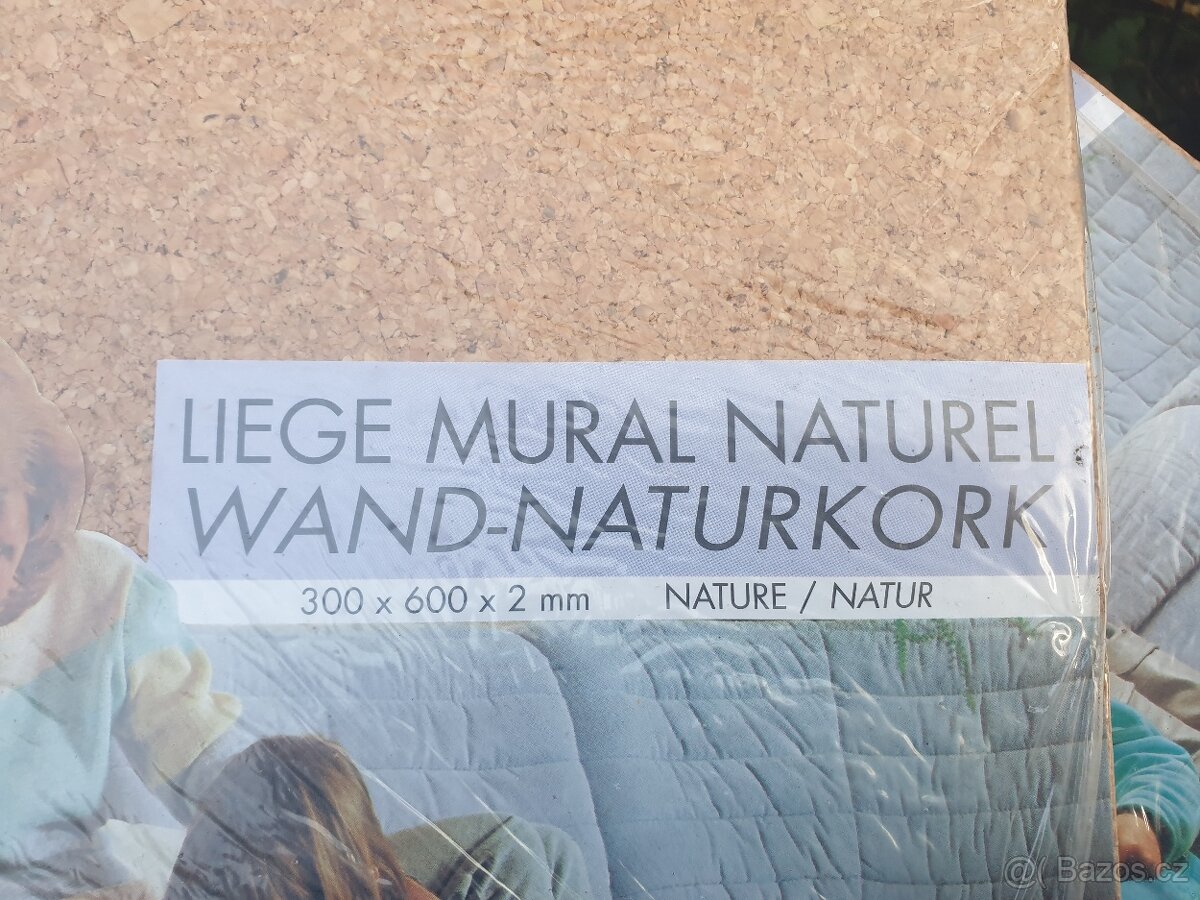 LIEGE MURAL NATUREL
WAND-NATURKORK
300 x 600 x 2 mm NATURE / NATUR
@( Bazos.cz